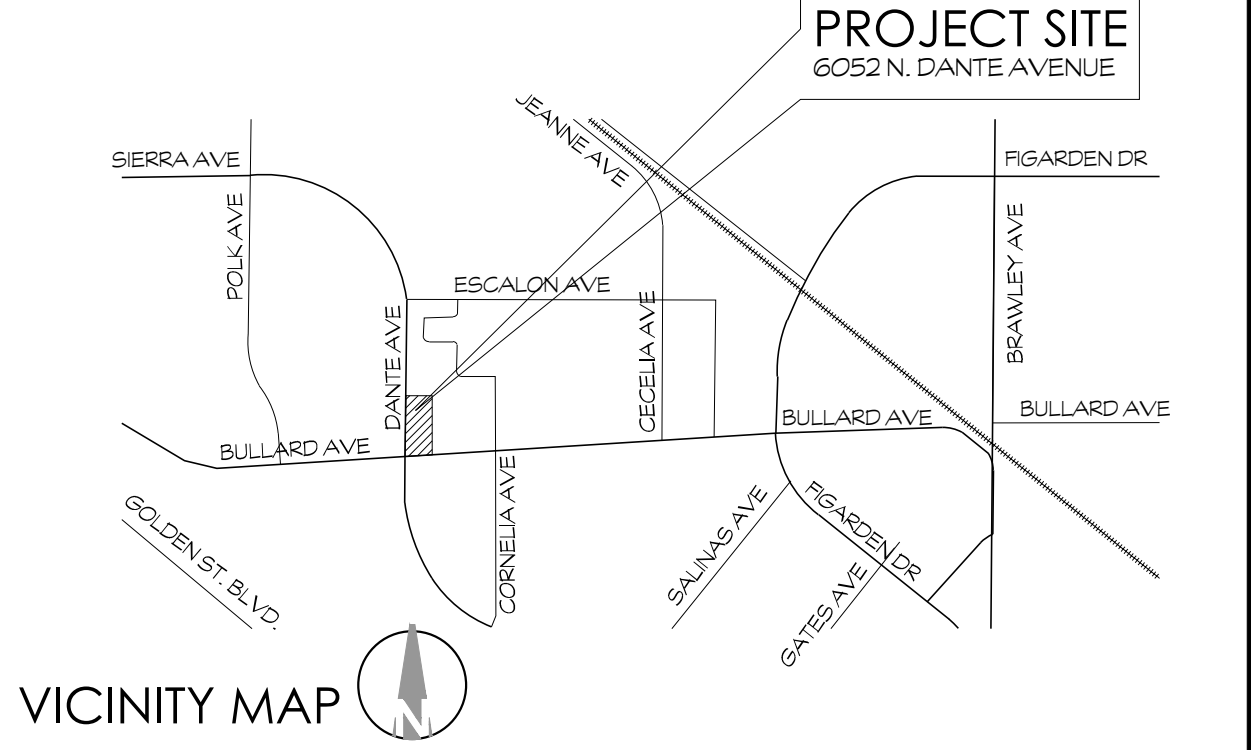 PROJECT SITE
6052 N. DANTE AVENUE
JEANNE AVE
SIERRA AVE
FIGARDEN DR
POLK AVE
BRAWLEY AVE
ESCALON AVE
DANTE AVE
CECELIA AVE
BULLARD AVE
BULLARD AVE
BULLARD AVE
GOLDEN ST. BLVD.
CORNELIA AVE
SALINAS AVE
FIGARDEN DR
GATES AVE
VICINITY MAP
N